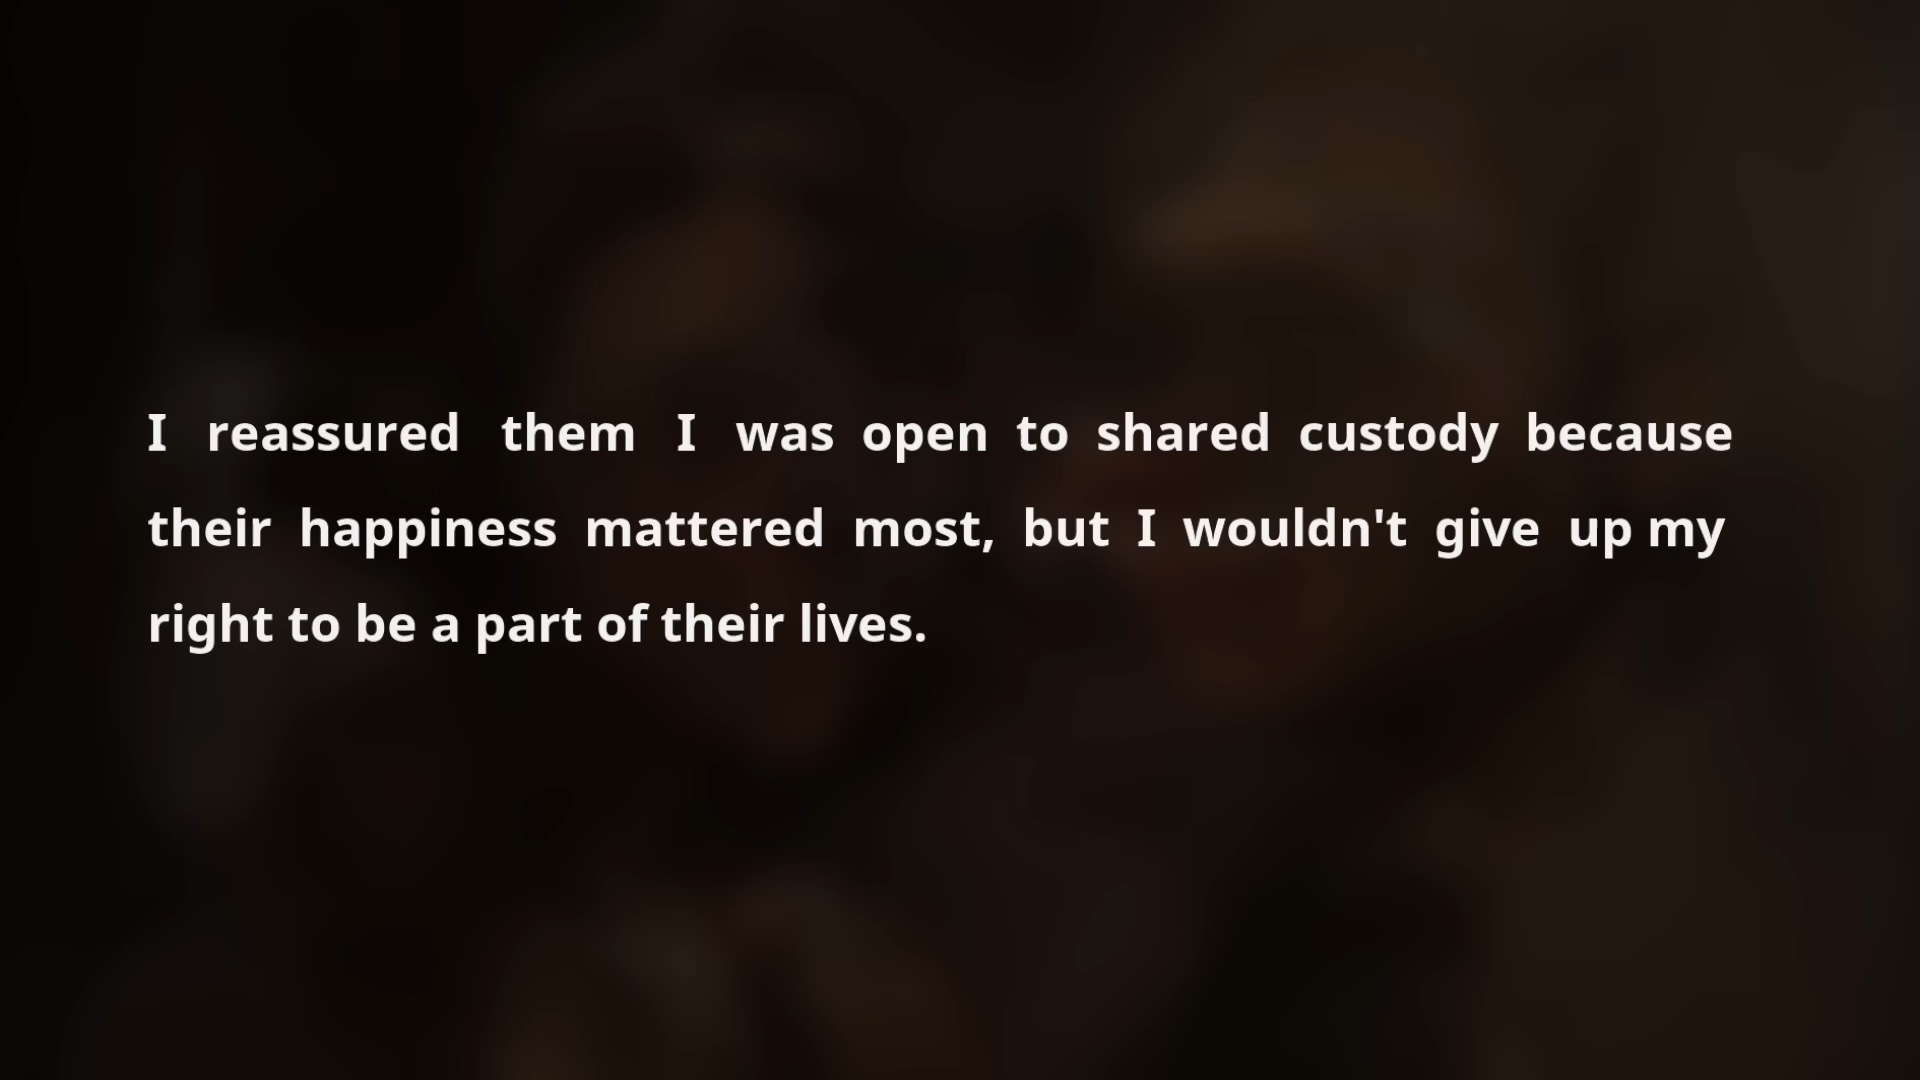 I reassured them I was open to shared custody because
their happiness mattered most, but I wouldn't give up my
right to be a part of their lives.